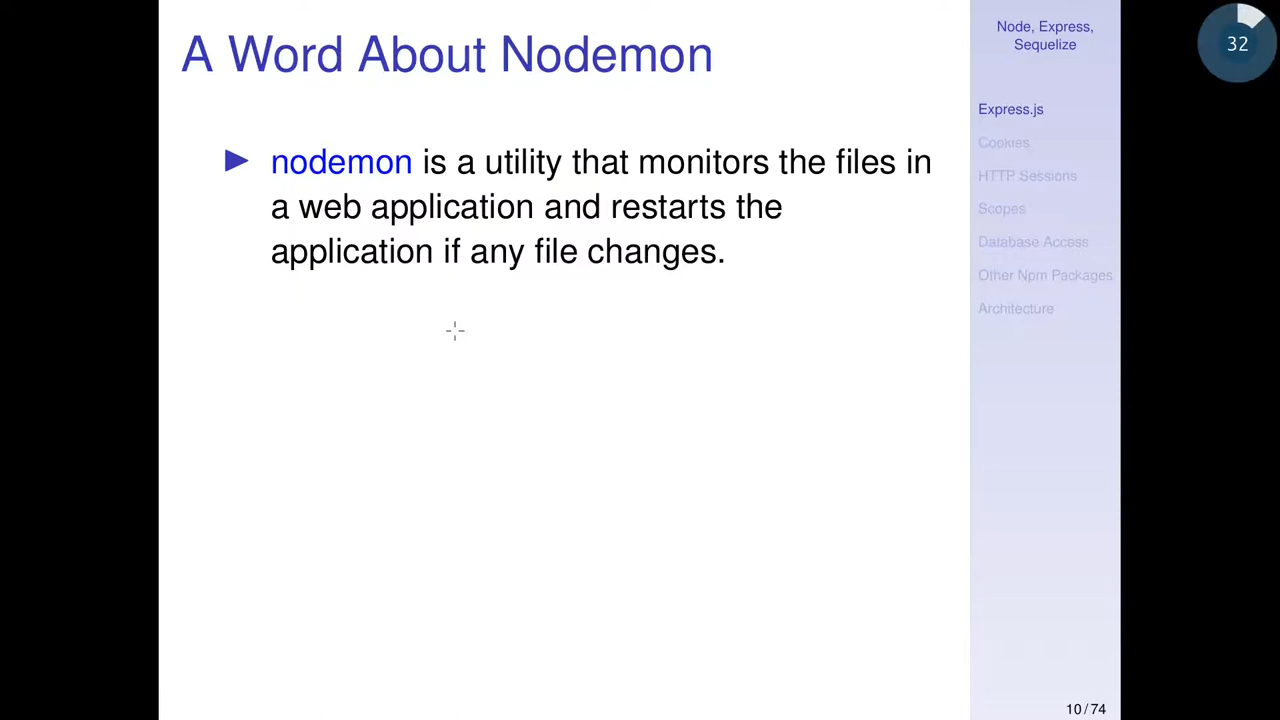 A Word About Nodemon
nodemon is a utility that monitors the files in
a web application and restarts the
application if any file changes.
Node, Express,
Sequelize
Express.js
Cookies
HTTP Sessions
Scopes
Database Access
Other Npm Packages
Architecture
10 / 74
32